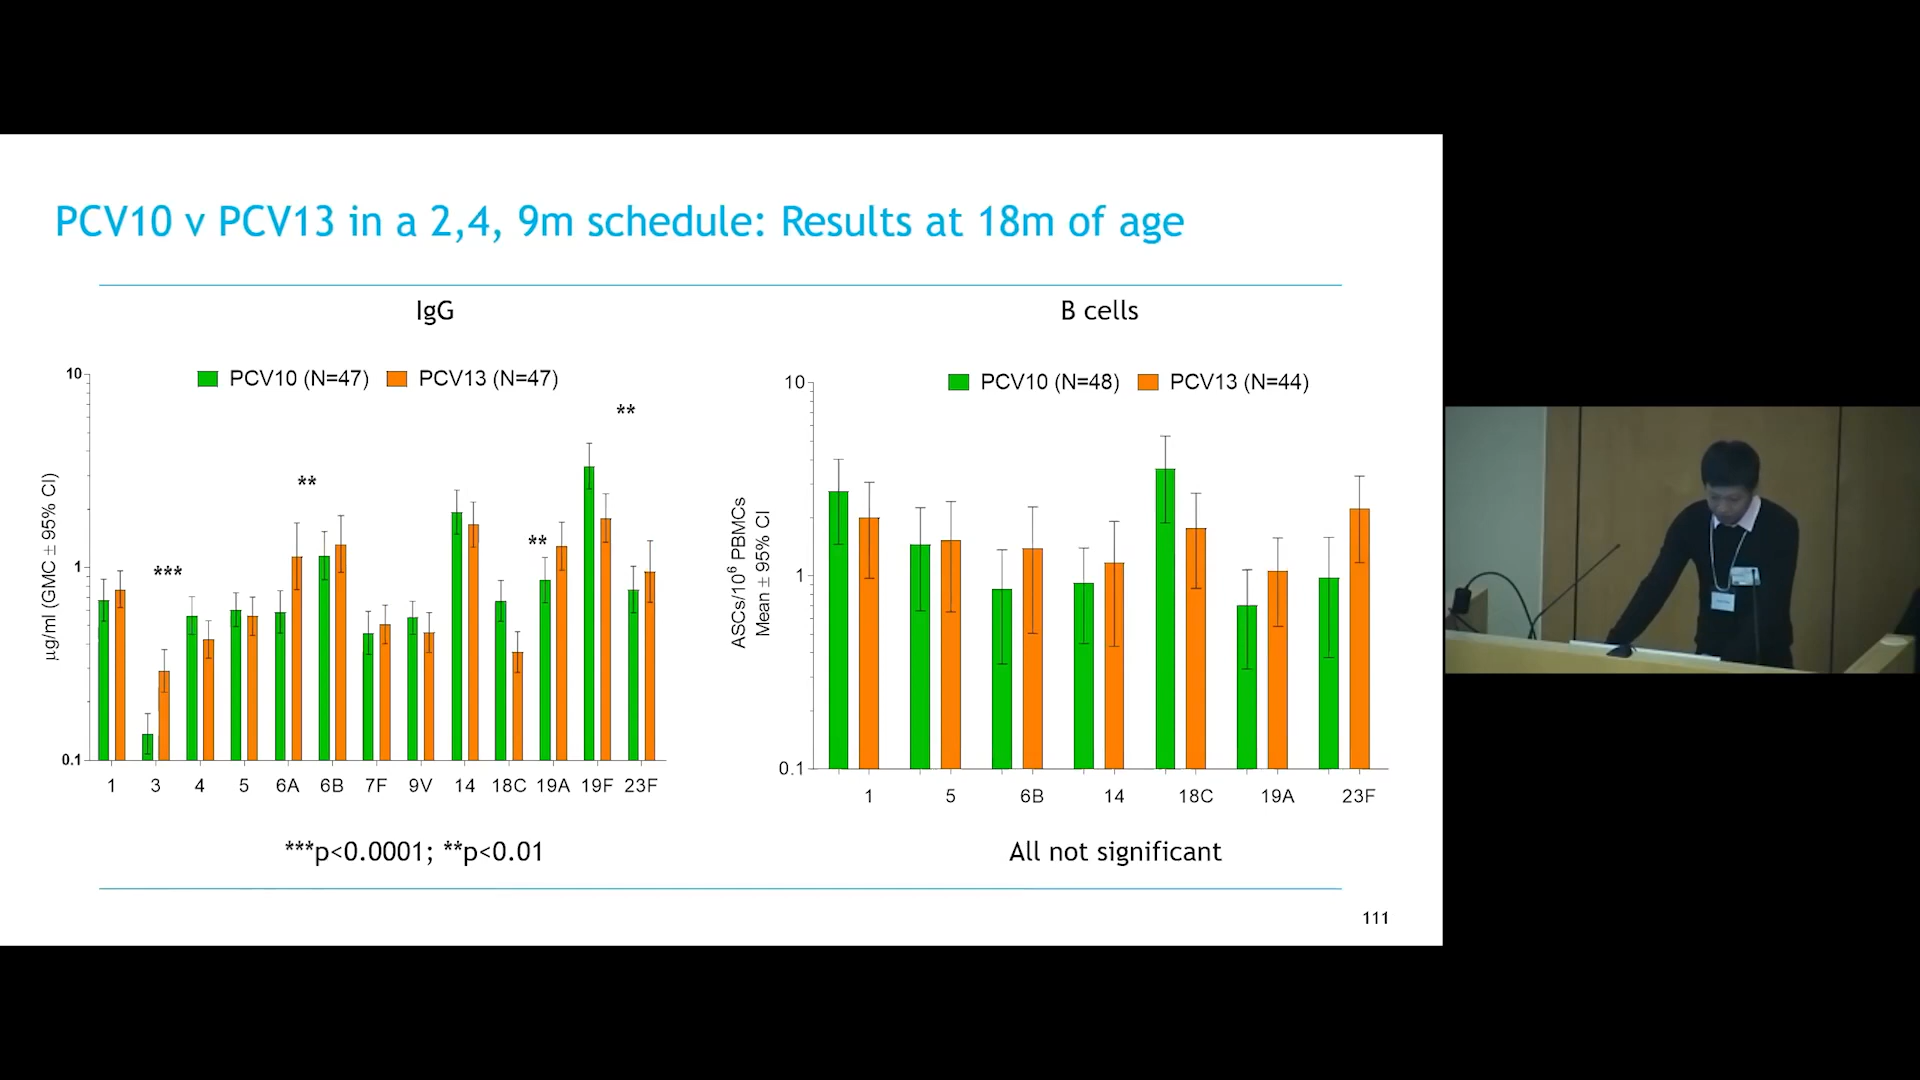 PCV10 v PCV13 in a 2,4, 9m schedule: Results at 18m of age
IgG
PCV10 (N=47) PCV13 (N=47)
10
1
0.1
µg/ml (GMC ± 95% CI)
***
**
**
**
1 3 4 5 6A 6B 7F 9V 14 18C 19A 19F 23F
***p<0.0001; **p<0.01
B cells
PCV10 (N=48) PCV13 (N=44)
10
1
0.1
ASCs/10⁶ PBMCs
Mean ± 95% CI
1 5 6B 14 18C 19A 23F
All not significant
111